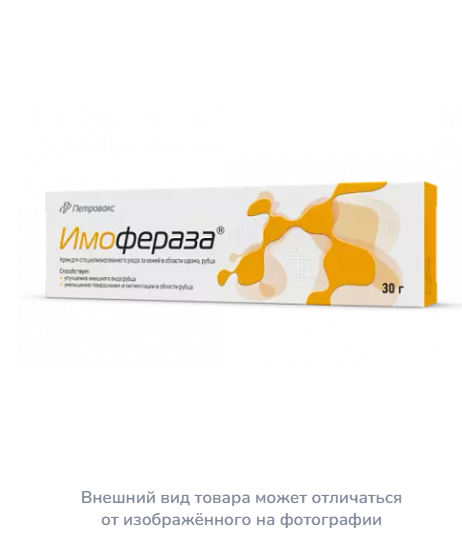 Петровакс
Имофераза®
Крем для специализированного ухода за кожей в области шрама, рубца
Способствует:
улучшению внешнего вида рубца
уменьшению покраснения и пигментации в области рубца
30 г
Внешний вид товара может отличаться
от изображённого на фотографии